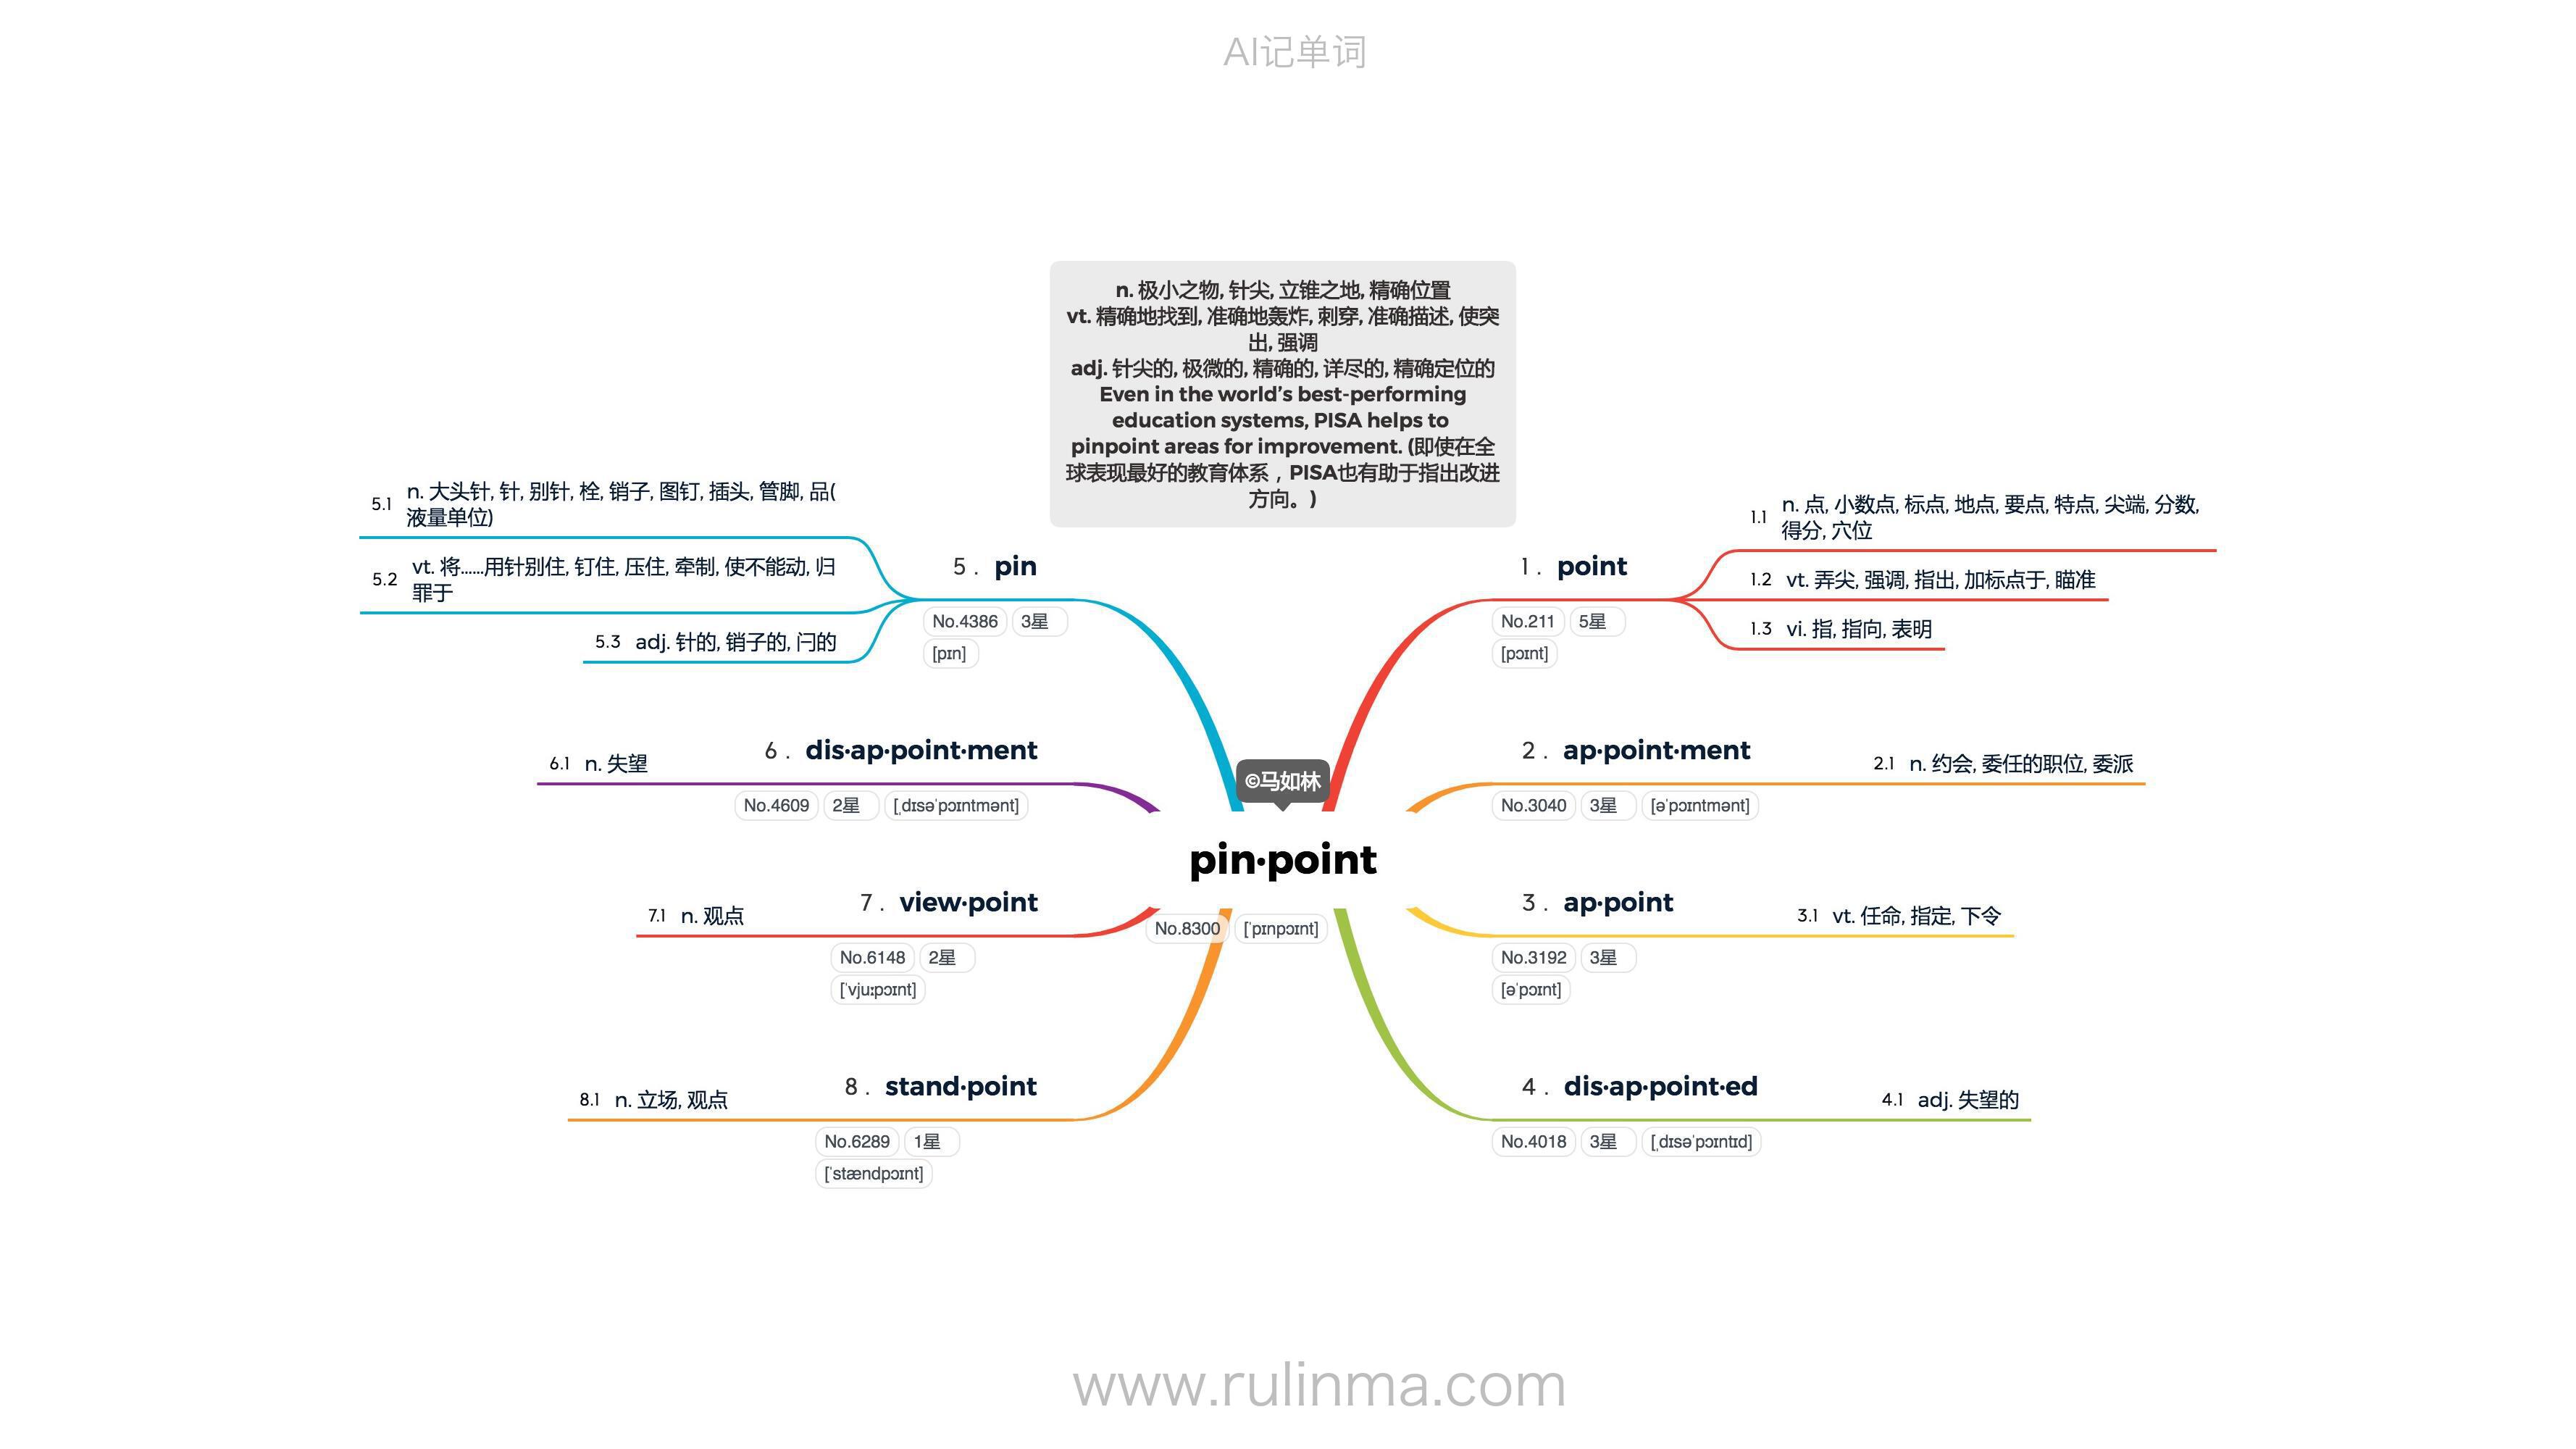 AI记单词
n. 极小之物, 针尖, 立锥之地, 精确位置
vt. 精确地找到, 准确地轰炸, 刺穿, 准确描述, 使突
出, 强调
adj. 针尖的, 极微的, 精确的, 详尽的, 精确定位的
Even in the world’s best-performing
education systems, PISA helps to
pinpoint areas for improvement. (即使在全
球表现最好的教育体系，PISA也有助于指出改进
方向。)
©马如林
pin·point
No.8300 [ˈpɪnpɔɪnt]
1 . point
No.211 5星
[pɔɪnt]
1.1 n. 点, 小数点, 标点, 地点, 要点, 特点, 尖端, 分数,
得分, 穴位
1.2 vt. 弄尖, 强调, 指出, 加标点于, 瞄准
1.3 vi. 指, 指向, 表明
2 . ap·point·ment
No.3040 3星 [əˈpɔɪntmənt]
2.1 n. 约会, 委任的职位, 委派
3 . ap·point
No.3192 3星
[əˈpɔɪnt]
3.1 vt. 任命, 指定, 下令
4 . dis·ap·point·ed
No.4018 3星 [ˌdɪsəˈpɔɪntɪd]
4.1 adj. 失望的
5 . pin
No.4386 3星
[pɪn]
5.1 n. 大头针, 针, 别针, 栓, 销子, 图钉, 插头, 管脚, 品(
液量单位)
5.2 vt. 将......用针别住, 钉住, 压住, 牵制, 使不能动, 归
罪于
5.3 adj. 针的, 销子的, 闩的
6 . dis·ap·point·ment
No.4609 2星 [ˌdɪsəˈpɔɪntmənt]
6.1 n. 失望
7 . view·point
No.6148 2星
[ˈvjuːpɔɪnt]
7.1 n. 观点
8 . stand·point
No.6289 1星
[ˈstændpɔɪnt]
8.1 n. 立场, 观点
www.rulinma.com